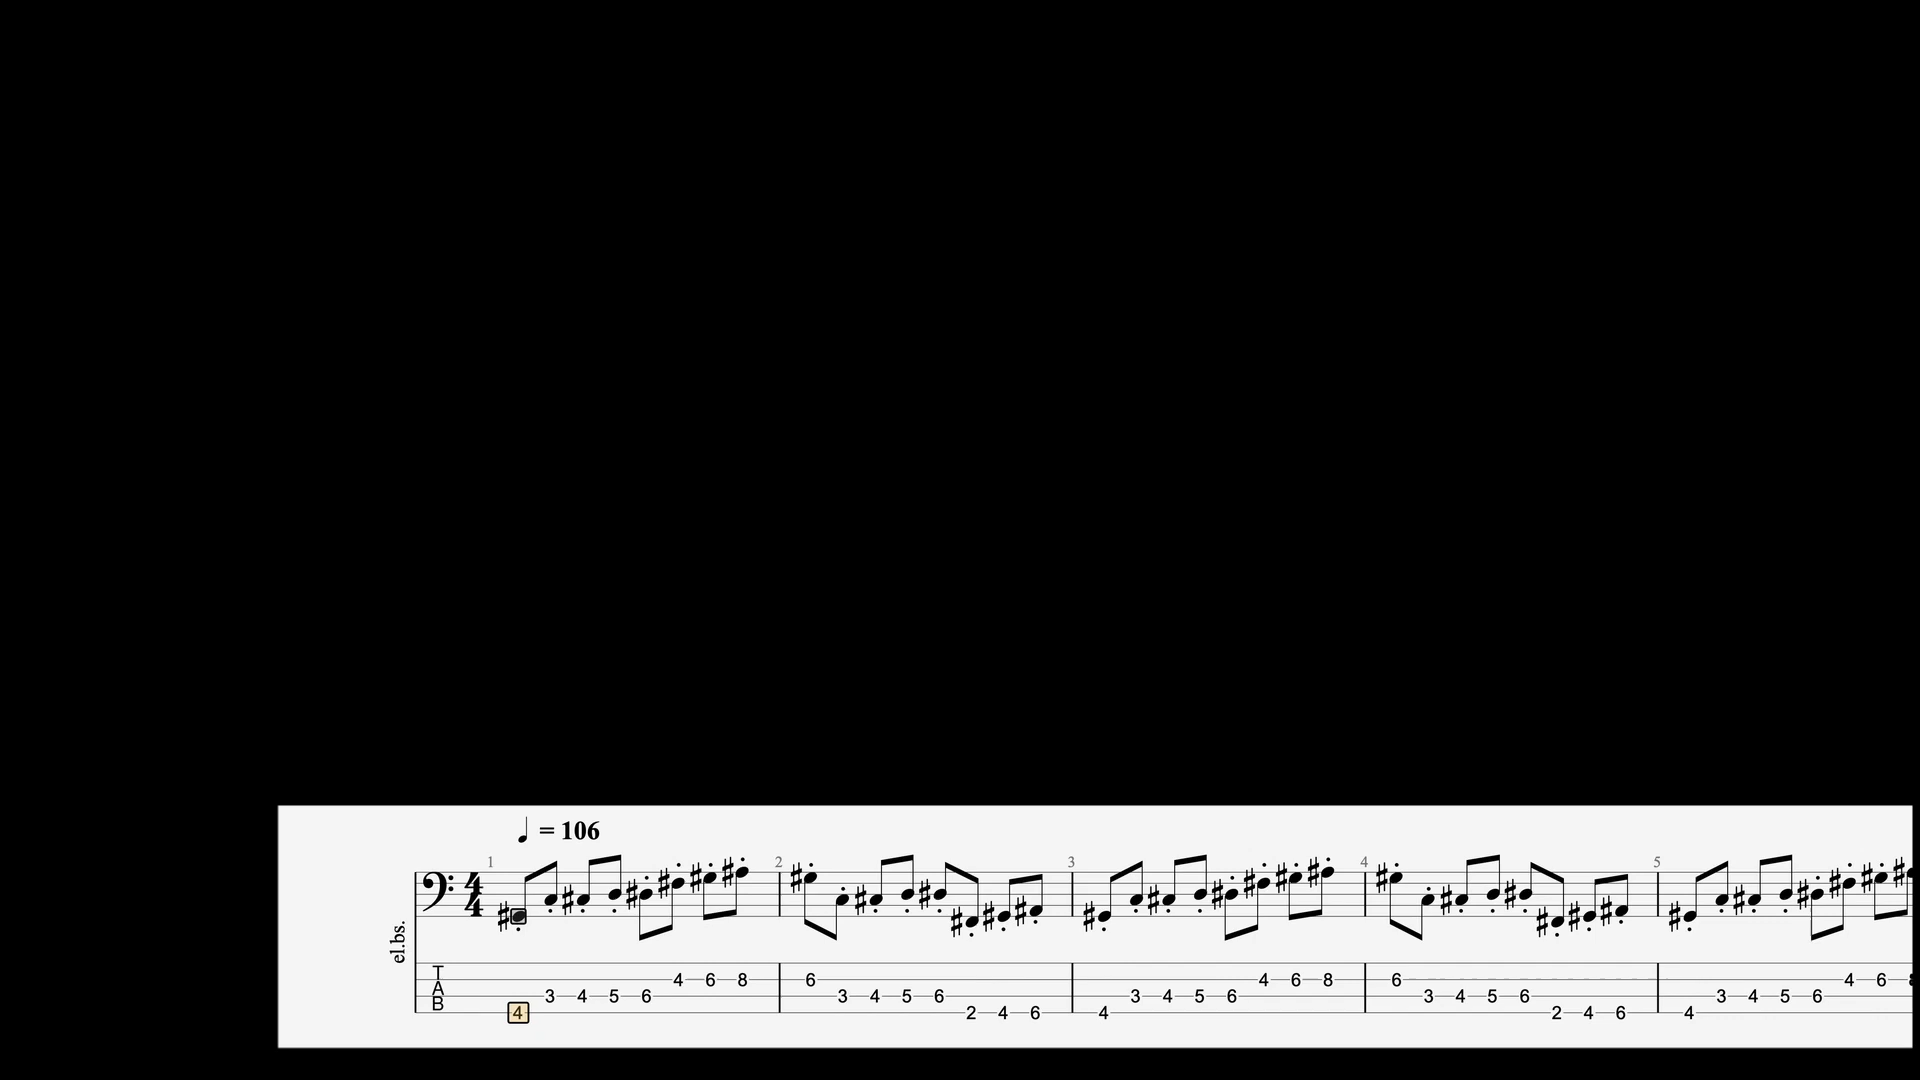 = 106
1 2 3 4 5
4
4
el.bs.
T 4 6 8 6 4 6 8 6 4 6
A 3 4 5 6 3 4 5 6 3 4 5 6 3 4 5 6 3 4 5 6
B 4 2 4 6 4 2 4 6 4